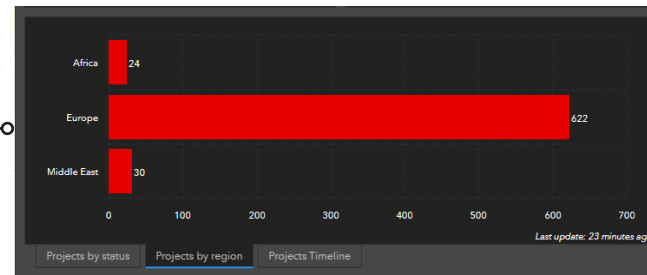 Africa 24
Europe 622
Middle East 30
0 100 200 300 400 500 600 700
Last update: 23 minutes ag
Projects by status Projects by region Projects Timeline